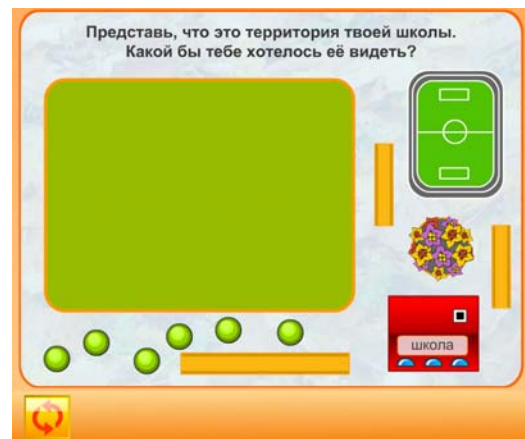 Представь, что это территория твоей школы.
Какой бы тебе хотелось её видеть?
школа